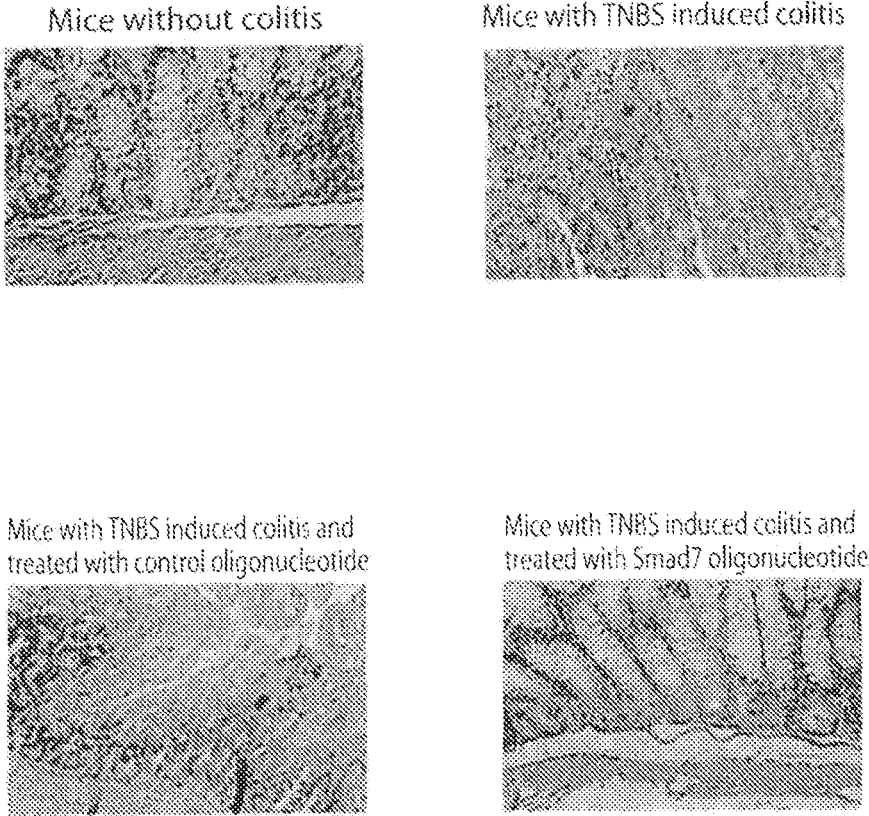 Mice without colitis
Mice with TNBS induced colitis
Mice with TNBS induced colitis and
treated with control oligonucleotide
Mice with TNBS induced colitis and
treated with Smad7 oligonucleotide